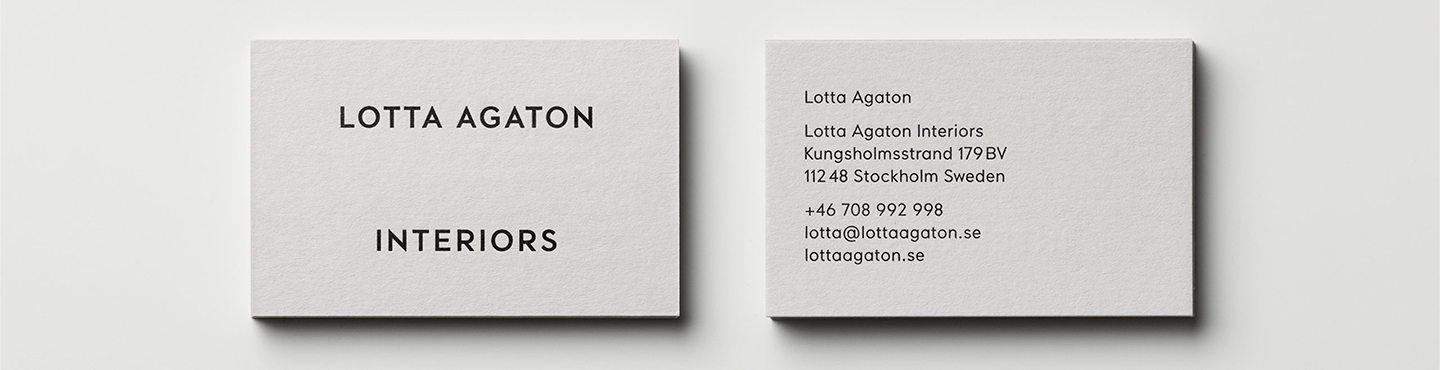 LOTTA AGATON
INTERIORS
Lotta Agaton
Lotta Agaton Interiors
Kungsholmsstrand 179 BV
112 48 Stockholm Sweden
+46 708 992 998
lotta@lottaagaton.se
lottaagaton.se